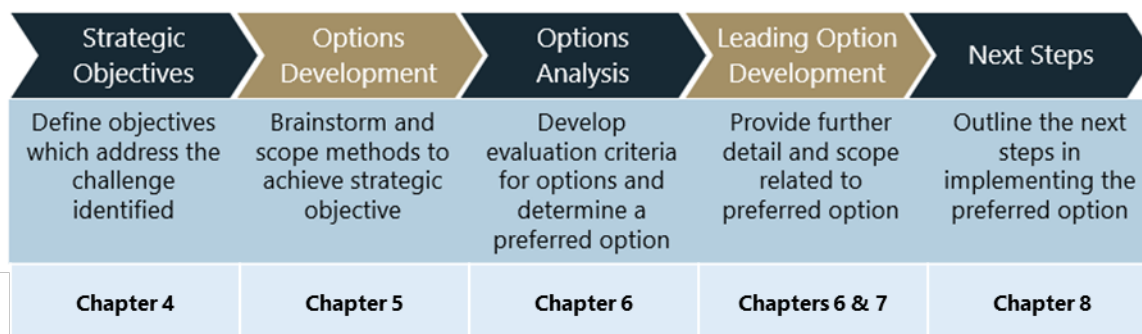 Strategic
Objectives
Options
Development
Options
Analysis
Leading Option
Development
Next Steps
Define objectives
which address the
challenge
identified
Brainstorm and
scope methods to
achieve strategic
objective
Develop
evaluation criteria
for options and
determine a
preferred option
Provide further
detail and scope
related to
preferred option
Outline the next
steps in
implementing the
preferred option
Chapter 4
Chapter 5
Chapter 6
Chapters 6 & 7
Chapter 8